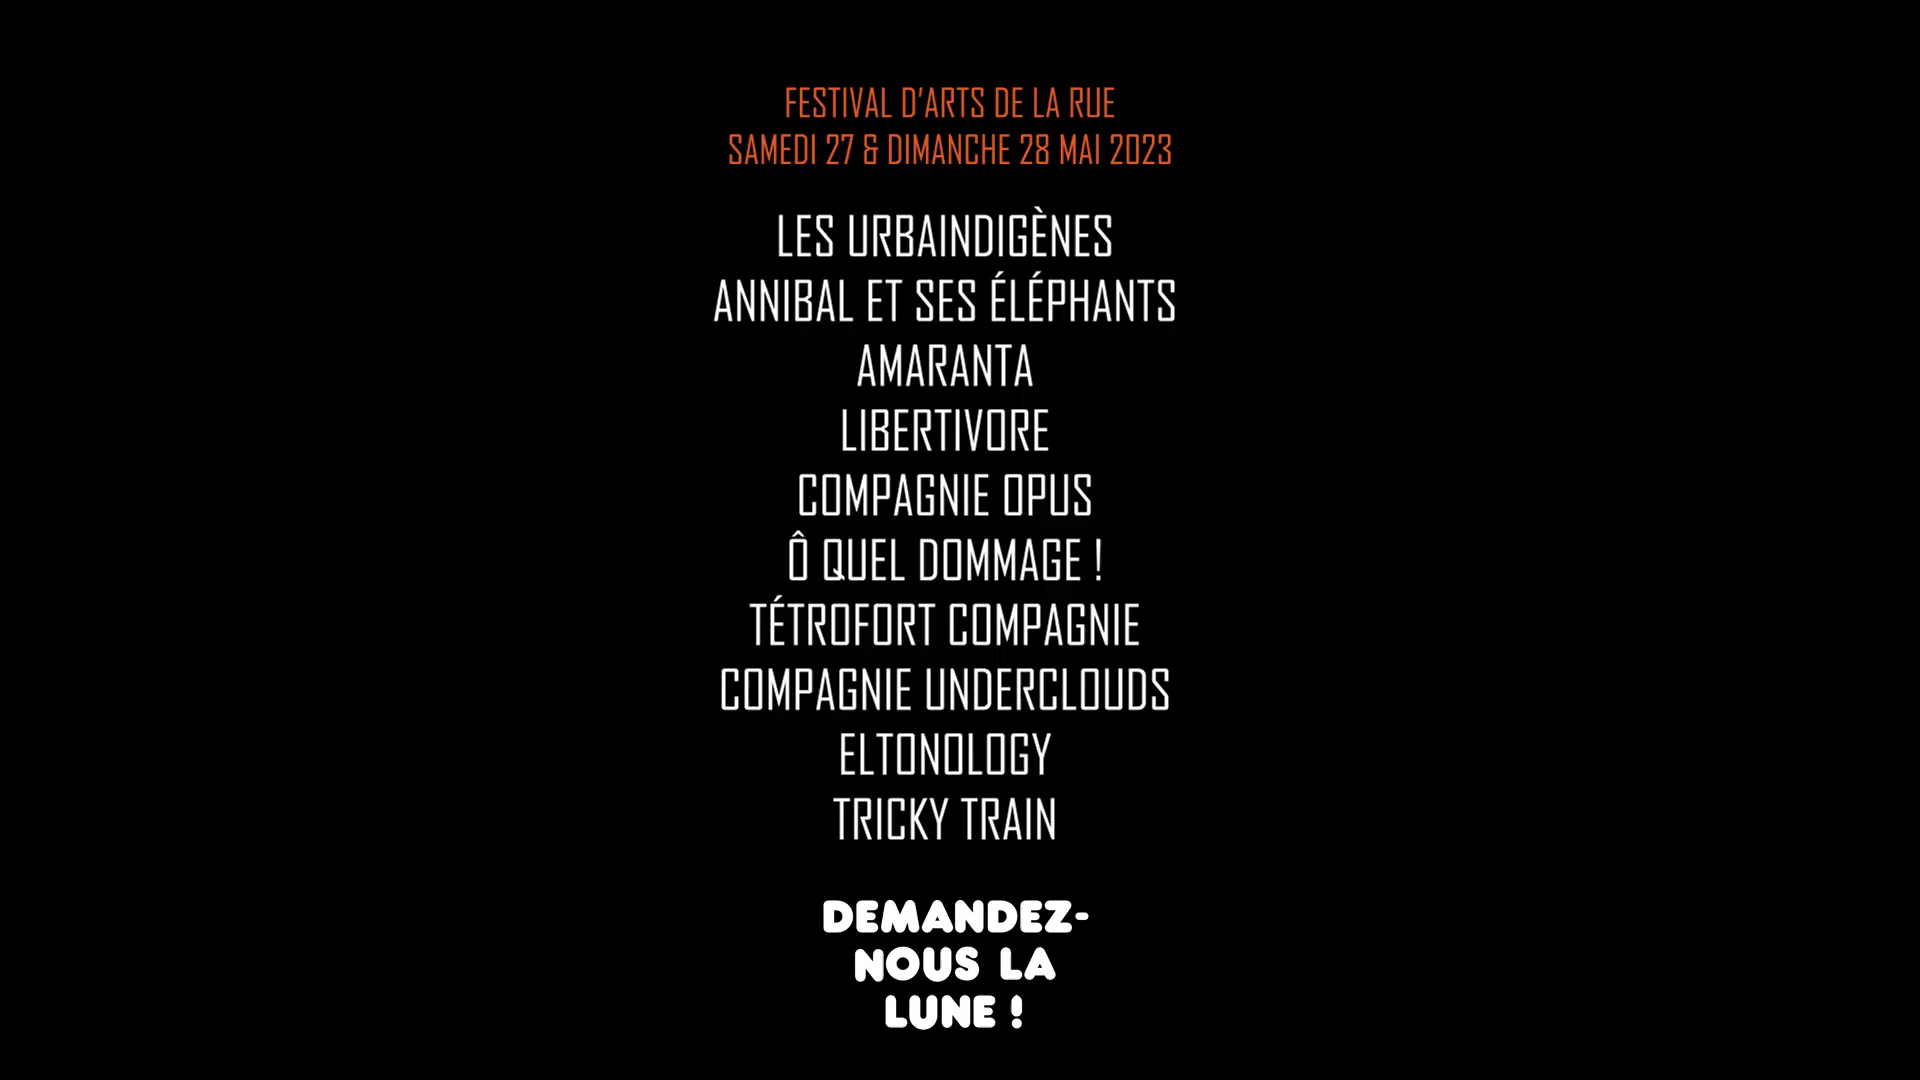 FESTIVAL D’ARTS DE LA RUE
SAMEDI 27 & DIMANCHE 28 MAI 2023
LES URBAINDIGÈNES
ANNIBAL ET SES ÉLÉPHANTS
AMARANTA
LIBERTIVORE
COMPAGNIE OPUS
Ô QUEL DOMMAGE !
TÉTROFORT COMPAGNIE
COMPAGNIE UNDERCLOUDS
ELTONOLOGY
TRICKY TRAIN
DEMANDEZ-
NOUS LA
LUNE !